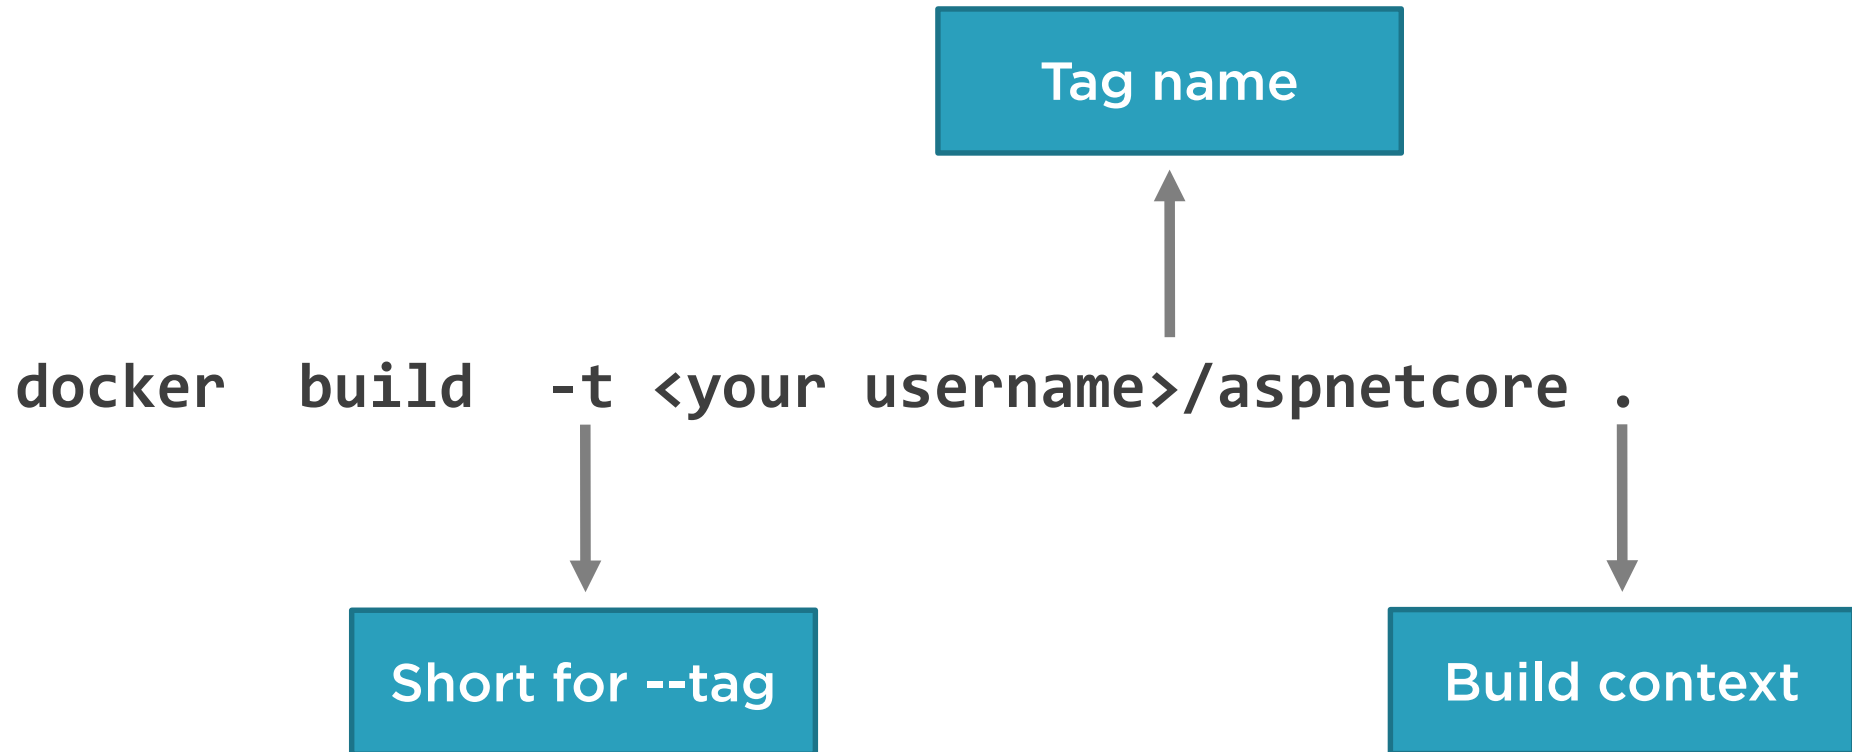 Tag name
docker build -t <your username>/aspnetcore .
Short for --tag
Build context